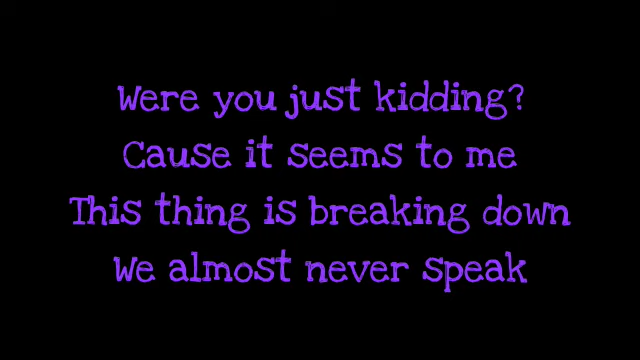 Were you just kidding?
Cause it seems to me
This thing is breaking down
We almost never speak